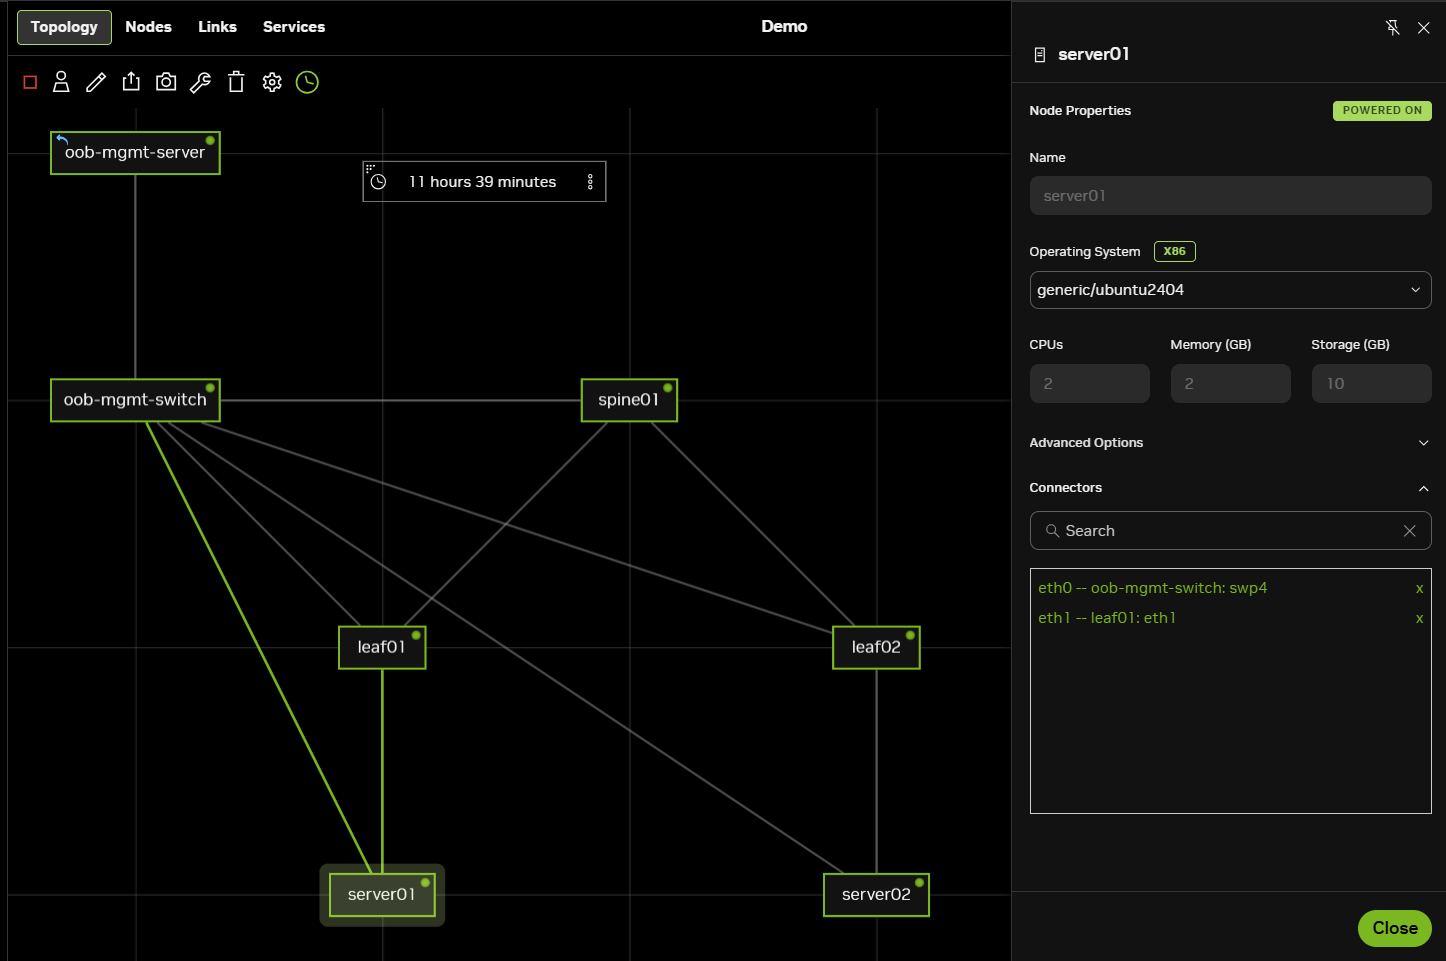 Topology Nodes Links Services Demo
server01
Node Properties POWERED ON
Name
server01
Operating System X86
generic/ubuntu2404
CPUs Memory (GB) Storage (GB)
2 2 10
Advanced Options
Connectors
Search
eth0 -- oob-mgmt-switch: swp4 x
eth1 -- leaf01: eth1 x
Close
oob-mgmt-server
11 hours 39 minutes
oob-mgmt-switch
spine01
leaf01
leaf02
server01
server02